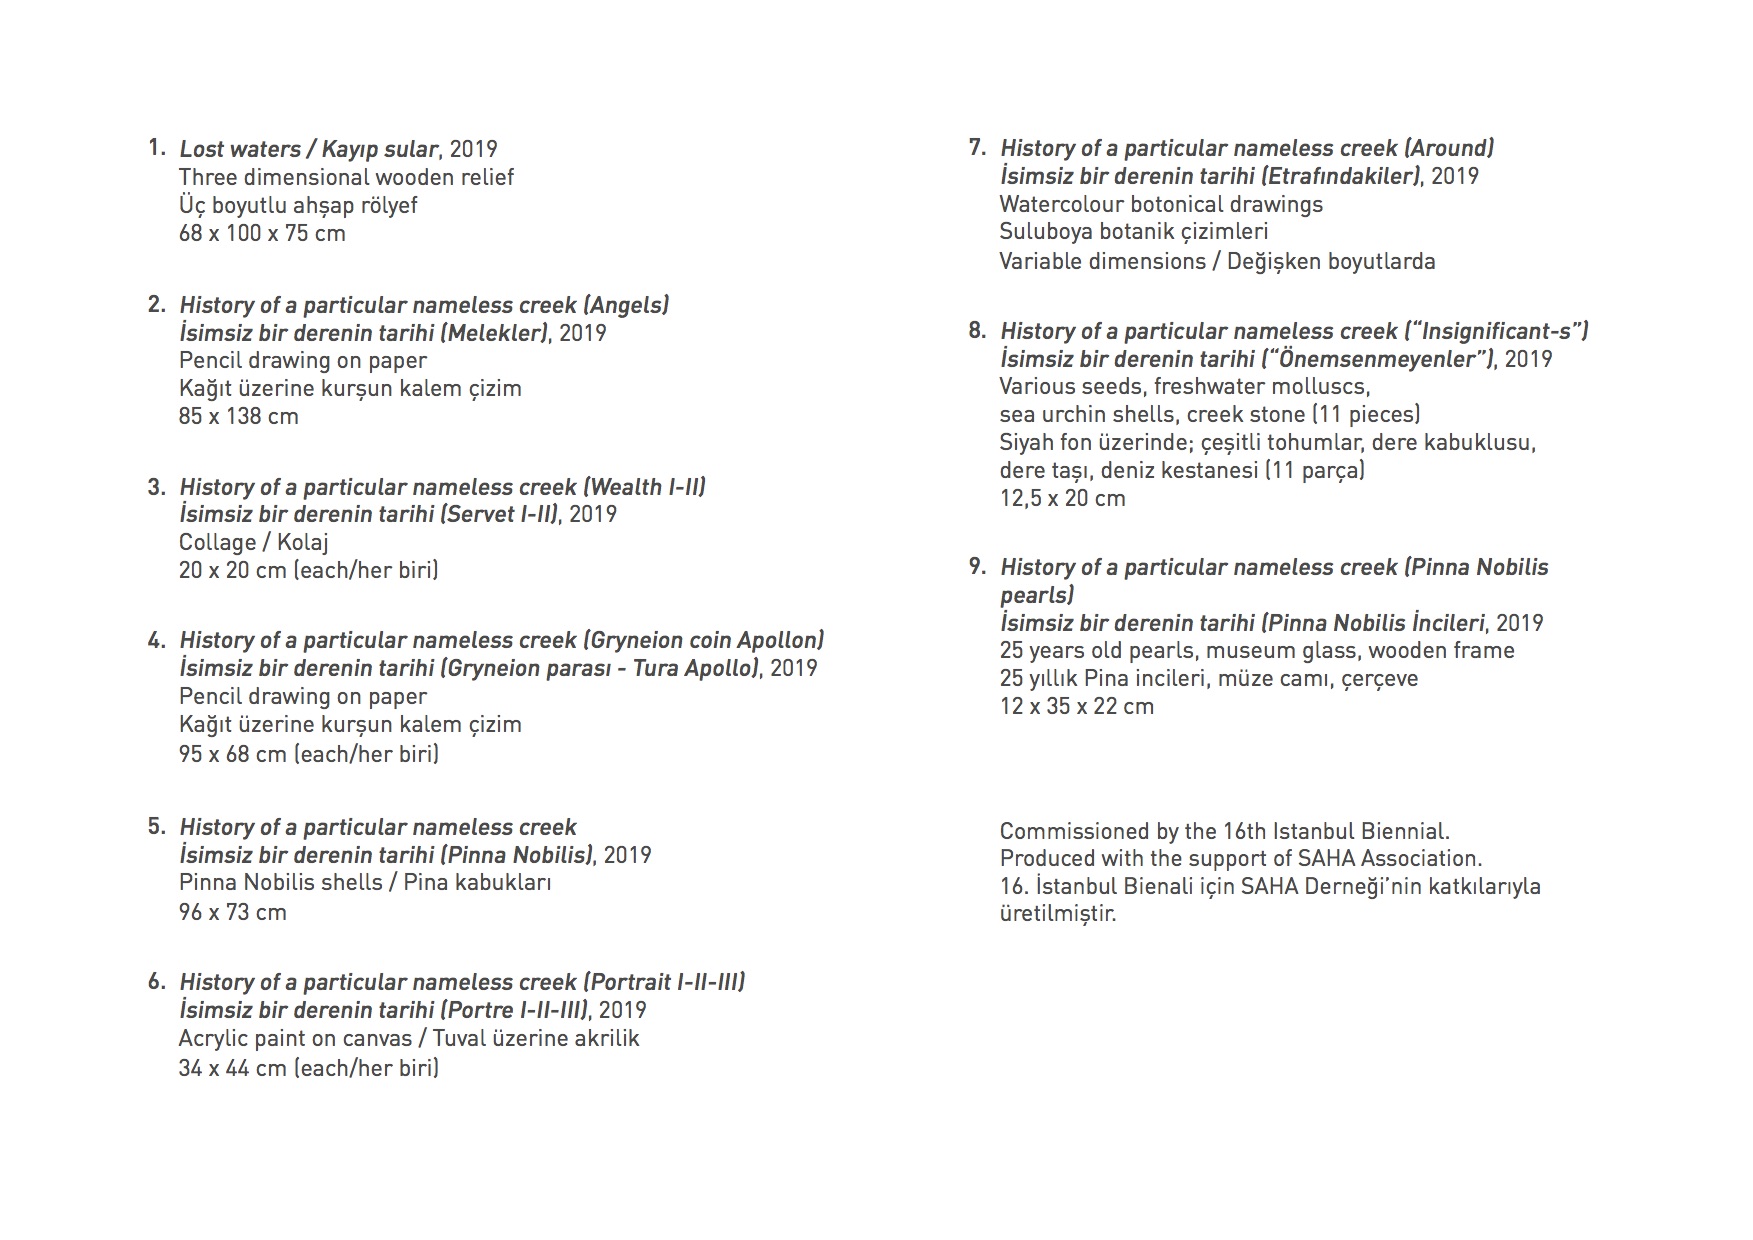 1. Lost waters / Kayıp sular, 2019
Three dimensional wooden relief
Üç boyutlu ahşap rölyef
68 x 100 x 75 cm
2. History of a particular nameless creek (Angels)
İsimsiz bir derenin tarihi (Melekler), 2019
Pencil drawing on paper
Kağıt üzerine kurşun kalem çizim
85 x 138 cm
3. History of a particular nameless creek (Wealth I-II)
İsimsiz bir derenin tarihi (Servet I-II), 2019
Collage / Kolaj
20 x 20 cm (each/her biri)
4. History of a particular nameless creek (Gryneion coin Apollon)
İsimsiz bir derenin tarihi (Gryneion parası - Tura Apollo), 2019
Pencil drawing on paper
Kağıt üzerine kurşun kalem çizim
95 x 68 cm (each/her biri)
5. History of a particular nameless creek
İsimsiz bir derenin tarihi (Pinna Nobilis), 2019
Pinna Nobilis shells / Pina kabukları
96 x 73 cm
6. History of a particular nameless creek (Portrait I-II-III)
İsimsiz bir derenin tarihi (Portre I-II-III), 2019
Acrylic paint on canvas / Tuval üzerine akrilik
34 x 44 cm (each/her biri)
7. History of a particular nameless creek (Around)
İsimsiz bir derenin tarihi (Etrafındakiler), 2019
Watercolour botonical drawings
Suluboya botanik çizimleri
Variable dimensions / Değişken boyutlarda
8. History of a particular nameless creek (“Insignificant-s”)
İsimsiz bir derenin tarihi (“Önemsenmeyenler”), 2019
Various seeds, freshwater molluscs,
sea urchin shells, creek stone (11 pieces)
Siyah fon üzerinde; çeşitli tohumlar, dere kabuklusu,
dere taşı, deniz kestanesi (11 parça)
12,5 x 20 cm
9. History of a particular nameless creek (Pinna Nobilis
pearls)
İsimsiz bir derenin tarihi (Pinna Nobilis İncileri, 2019
25 years old pearls, museum glass, wooden frame
25 yıllık Pina incileri, müze camı, çerçeve
12 x 35 x 22 cm
Commissioned by the 16th Istanbul Biennial.
Produced with the support of SAHA Association.
16. İstanbul Bienali için SAHA Derneği’nin katkılarıyla
üretilmiştir.